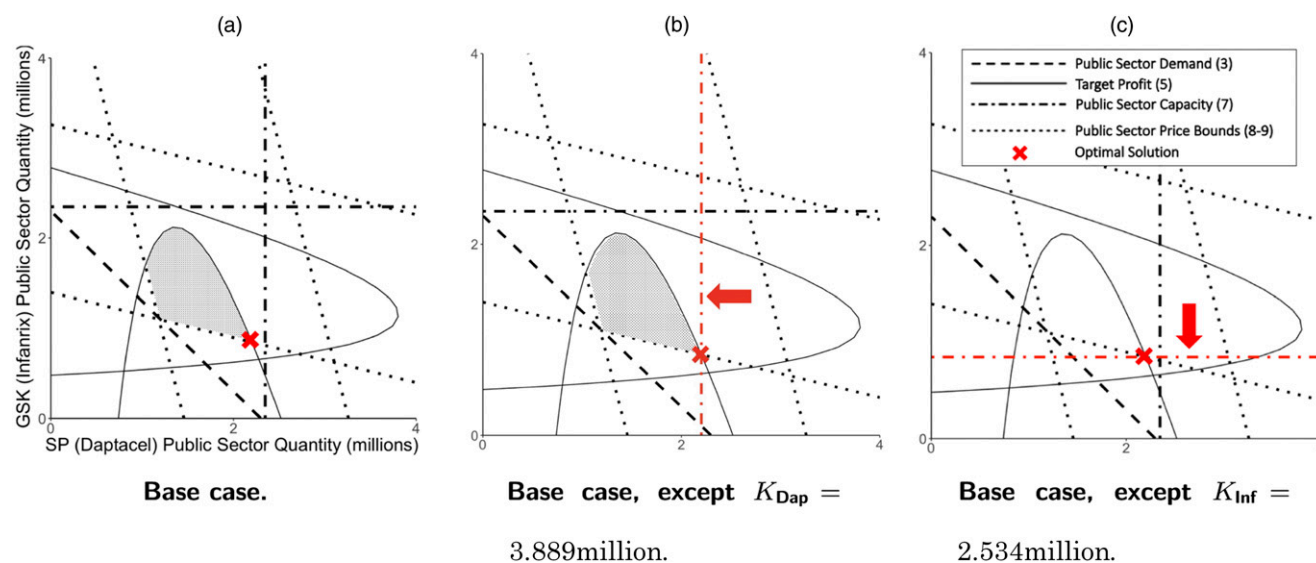 (a)
(b)
(c)
GSK (Infanrix) Public Sector Quantity (millions)
4
2
0
0
2
4
SP (Daptacel) Public Sector Quantity (millions)
4
2
0
0
2
4
4
2
0
0
2
Public Sector Demand (3)
Target Profit (5)
Public Sector Capacity (7)
Public Sector Price Bounds (8-9)
Optimal Solution
Base case.
Base case, except K_Dap =
3.889million.
Base case, except K_Inf =
2.534million.